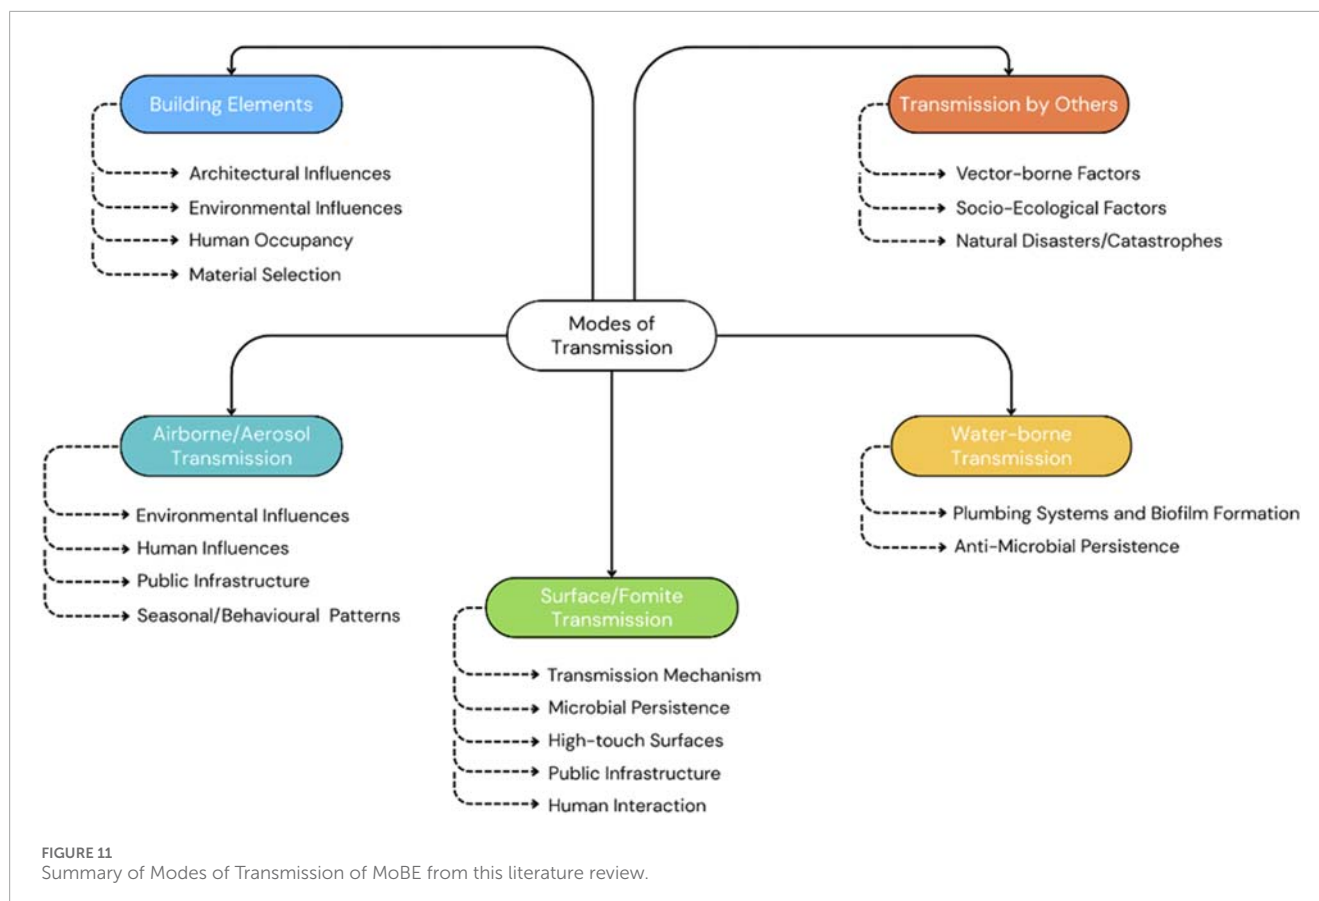 Building Elements
Architectural Influences
Environmental Influences
Human Occupancy
Material Selection
Transmission by Others
Vector-borne Factors
Socio-Ecological Factors
Natural Disasters/Catastrophes
Modes of
Transmission
Airborne/Aerosol
Transmission
Environmental Influences
Human Influences
Public Infrastructure
Seasonal/Behavioural Patterns
Water-borne
Transmission
Plumbing Systems and Biofilm Formation
Anti-Microbial Persistence
Surface/Fomite
Transmission
Transmission Mechanism
Microbial Persistence
High-touch Surfaces
Public Infrastructure
Human Interaction
FIGURE 11
Summary of Modes of Transmission of MoBE from this literature review.